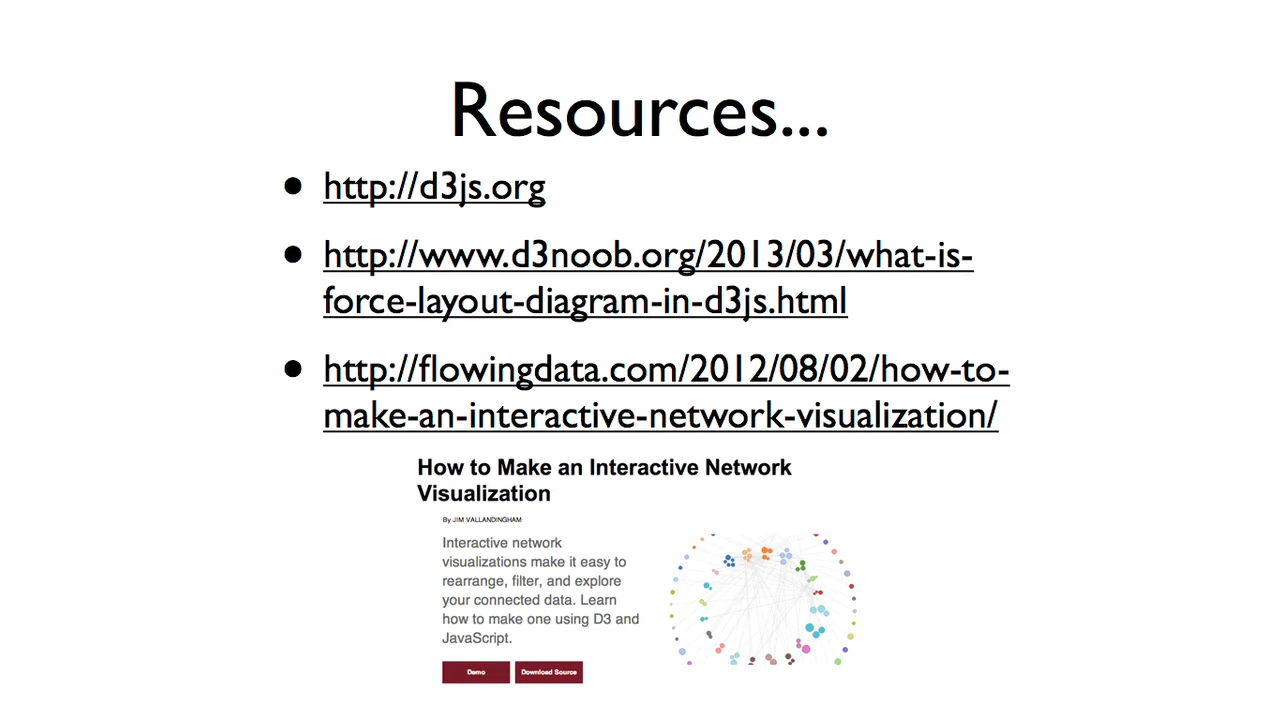 Resources...
• http://d3js.org
• http://www.d3noob.org/2013/03/what-is-
force-layout-diagram-in-d3js.html
• http://flowingdata.com/2012/08/02/how-to-
make-an-interactive-network-visualization/
How to Make an Interactive Network
Visualization
By JIM VALLANDINGHAM
Interactive network
visualizations make it easy to
rearrange, filter, and explore
your connected data. Learn
how to make one using D3 and
JavaScript.
Demo Download Source